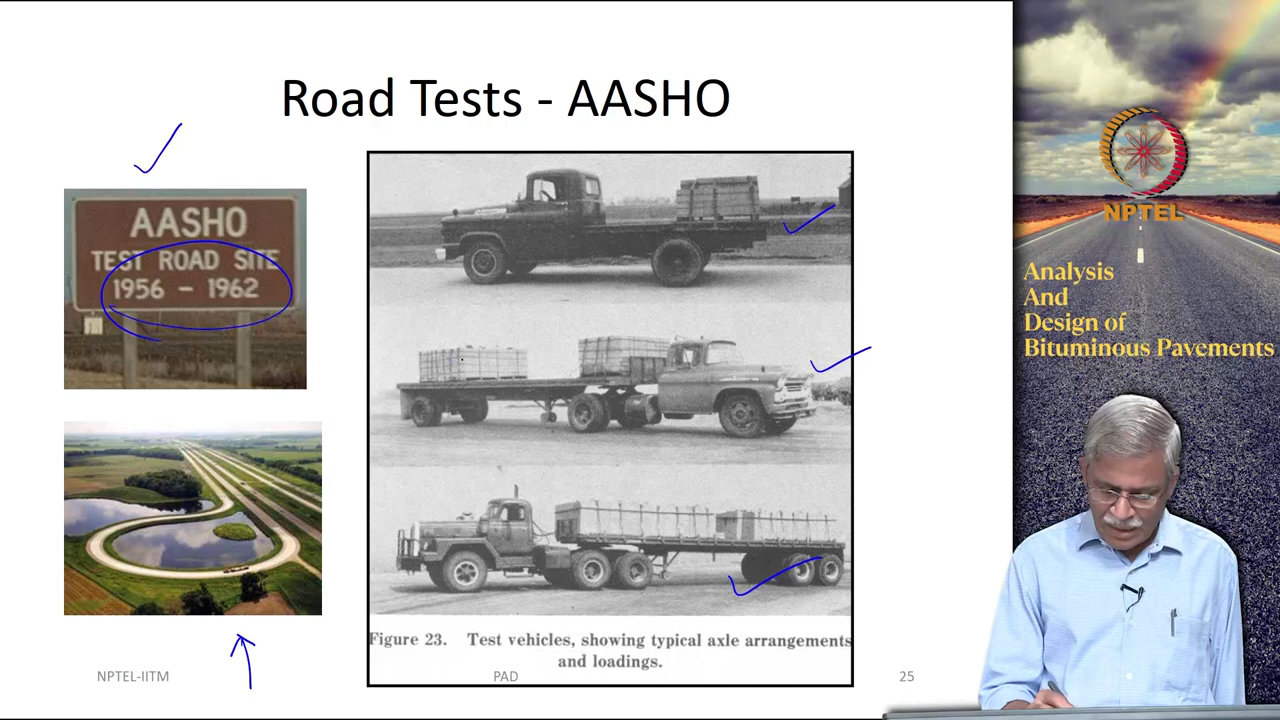 Road Tests - AASHO
AASHO
TEST ROAD SITE
1956 - 1962
Figure 23. Test vehicles, showing typical axle arrangements
and loadings.
NPTEL-IITM
PAD
25
NPTEL
Analysis
And
Design of
Bituminous Pavements